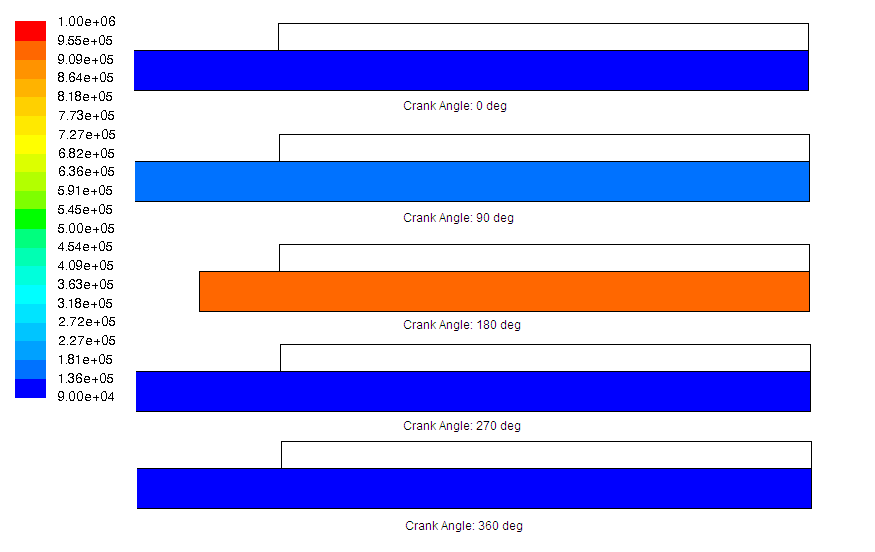 1.00e+06
9.55e+05
9.09e+05
8.64e+05
8.18e+05
7.73e+05
7.27e+05
6.82e+05
6.36e+05
5.91e+05
5.45e+05
5.00e+05
4.54e+05
4.09e+05
3.63e+05
3.18e+05
2.72e+05
2.27e+05
1.81e+05
1.36e+05
9.00e+04
Crank Angle: 0 deg
Crank Angle: 90 deg
Crank Angle: 180 deg
Crank Angle: 270 deg
Crank Angle: 360 deg